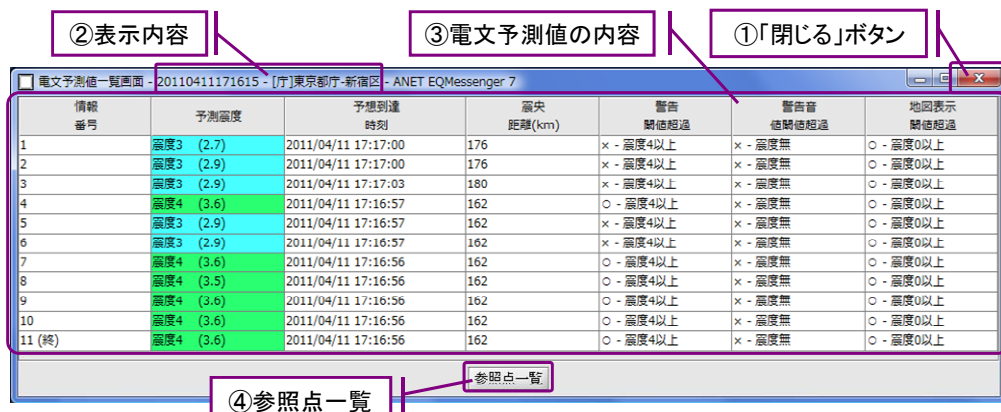 ②表示内容
③電文予測値の内容
①「閉じる」ボタン
電文予測値一覧画面 - 20110411171615 - [庁]東京都庁-新宿区 - ANET EQMessenger 7
情報番号 予測震度 予想到達時刻 震央距離(km) 警告閾値超過 警告音値閾値超過 地図表示閾値超過
1 震度3 (2.7) 2011/04/11 17:17:00 176 × - 震度4以上 × - 震度無 ○ - 震度0以上
2 震度3 (2.9) 2011/04/11 17:17:00 176 × - 震度4以上 × - 震度無 ○ - 震度0以上
3 震度3 (2.9) 2011/04/11 17:17:03 180 × - 震度4以上 × - 震度無 ○ - 震度0以上
4 震度4 (3.6) 2011/04/11 17:16:57 162 ○ - 震度4以上 × - 震度無 ○ - 震度0以上
5 震度3 (2.9) 2011/04/11 17:16:57 162 × - 震度4以上 × - 震度無 ○ - 震度0以上
6 震度3 (2.9) 2011/04/11 17:16:57 162 × - 震度4以上 × - 震度無 ○ - 震度0以上
7 震度4 (3.6) 2011/04/11 17:16:56 162 ○ - 震度4以上 × - 震度無 ○ - 震度0以上
8 震度4 (3.5) 2011/04/11 17:16:56 162 ○ - 震度4以上 × - 震度無 ○ - 震度0以上
9 震度4 (3.6) 2011/04/11 17:16:56 162 ○ - 震度4以上 × - 震度無 ○ - 震度0以上
10 震度4 (3.6) 2011/04/11 17:16:56 162 ○ - 震度4以上 × - 震度無 ○ - 震度0以上
11 (終) 震度4 (3.6) 2011/04/11 17:16:56 162 ○ - 震度4以上 × - 震度無 ○ - 震度0以上
参照点一覧
④参照点一覧